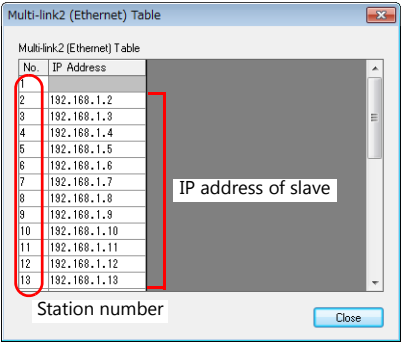 Multi-link2 (Ethernet) Table
Multi-link2 (Ethernet) Table
No. IP Address
1
2 192.168.1.2
3 192.168.1.3
4 192.168.1.4
5 192.168.1.5
6 192.168.1.6
7 192.168.1.7
8 192.168.1.8
9 192.168.1.9
10 192.168.1.10
11 192.168.1.11
12 192.168.1.12
13 192.168.1.13
IP address of slave
Station number
Close